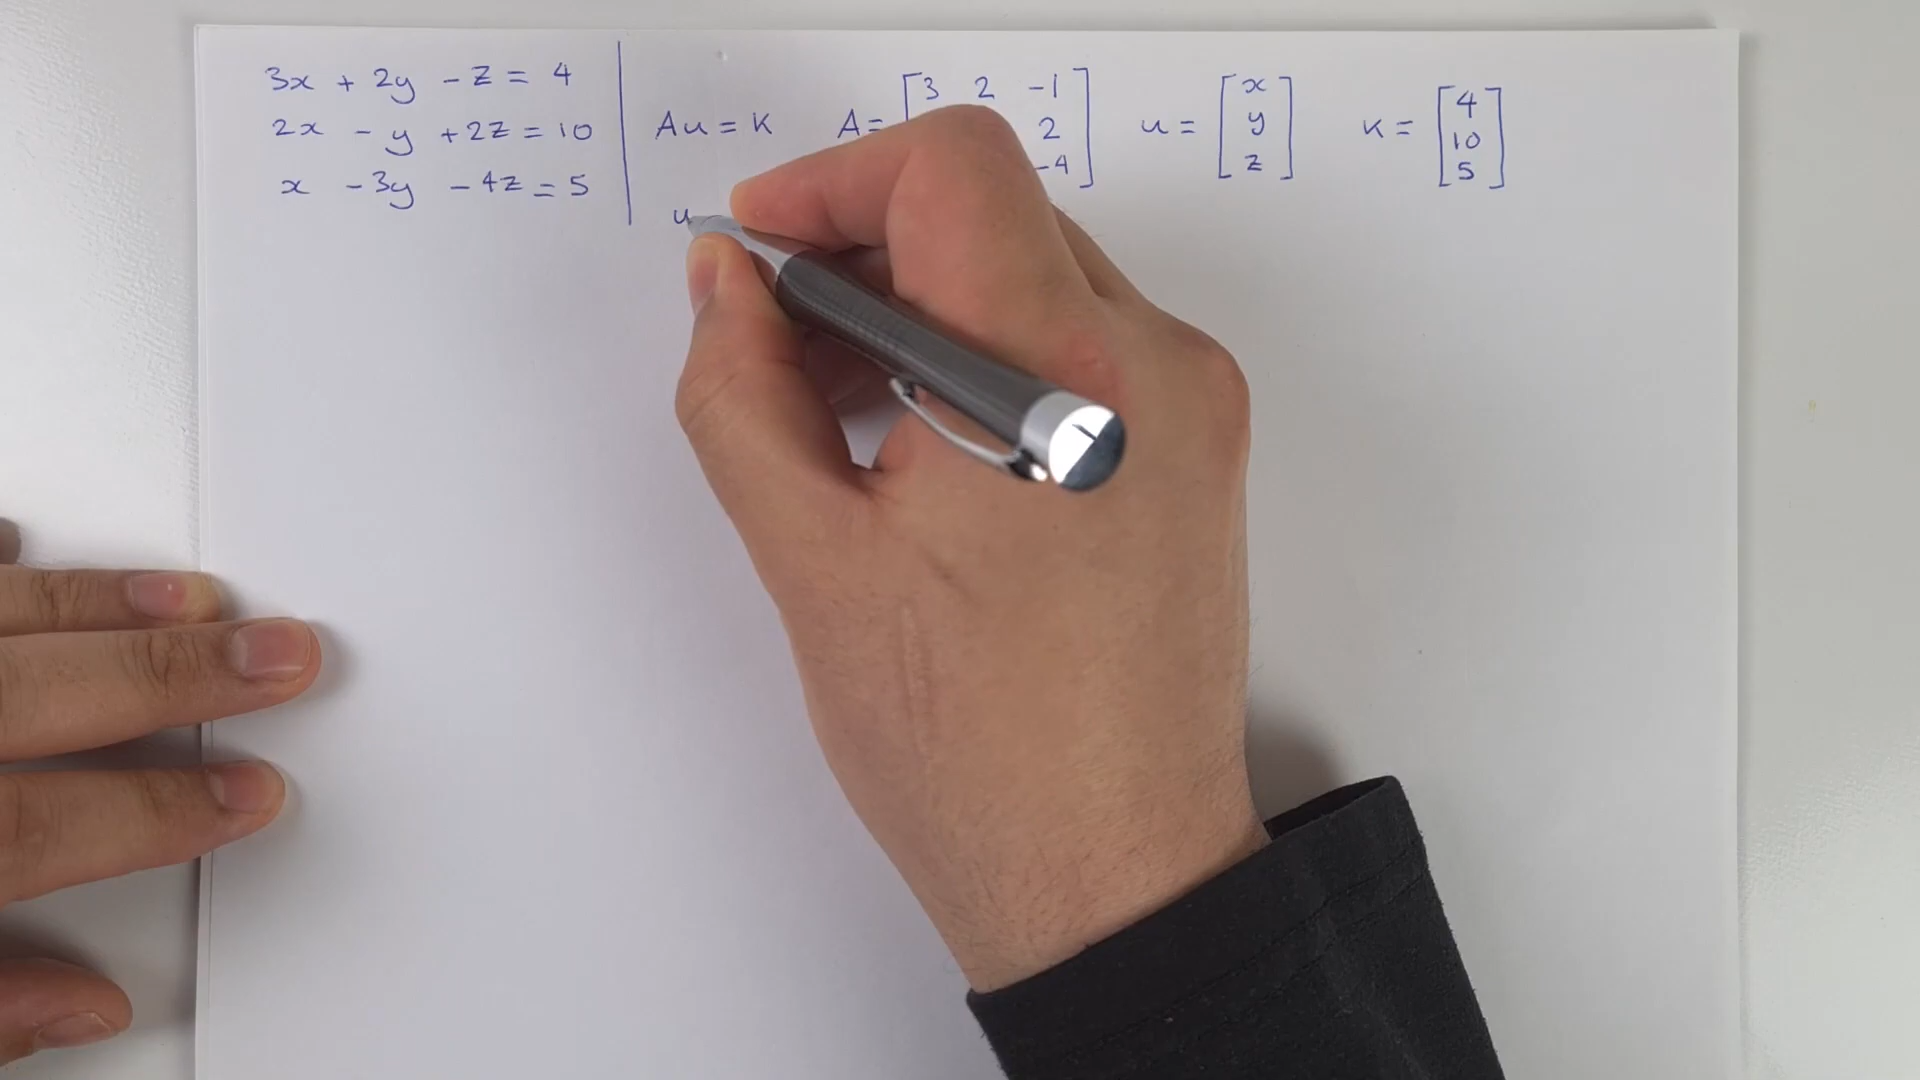 3x + 2y - z = 4
2x - y + 2z = 10
x - 3y - 4z = 5
Au = K
A = [3 2 -1
2
-4]
u = [x
y
z]
K = [4
10
5]
u